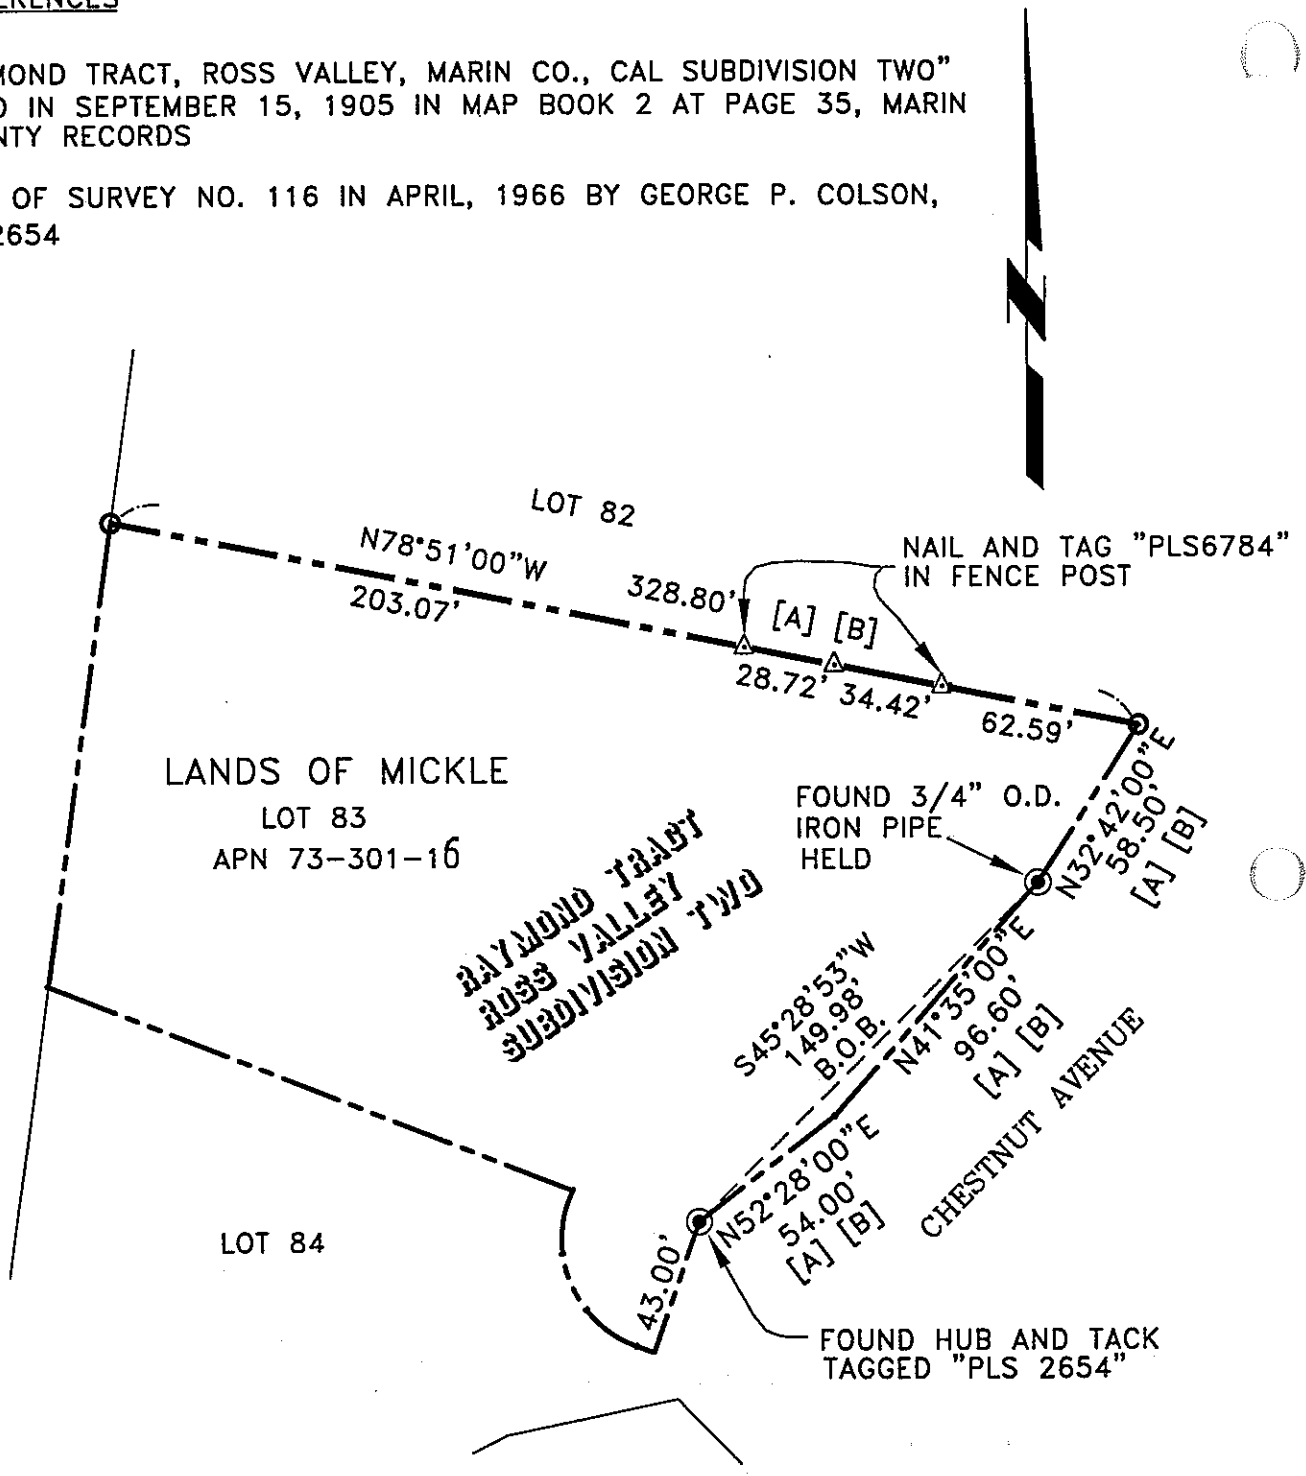 ERENCES
MOND TRACT, ROSS VALLEY, MARIN CO., CAL SUBDIVISION TWO"
D IN SEPTEMBER 15, 1905 IN MAP BOOK 2 AT PAGE 35, MARIN
NTY RECORDS
OF SURVEY NO. 116 IN APRIL, 1966 BY GEORGE P. COLSON,
2654
N
LOT 82
N78°51'00"W
328.80'
[A] [B]
203.07'
28.72'
34.42'
62.59'
NAIL AND TAG "PLS6784"
IN FENCE POST
LANDS OF MICKLE
LOT 83
APN 73-301-16
FOUND 3/4" O.D.
IRON PIPE
HELD
N32°42'00"E
58.50'
[A] [B]
RAYMOND TRACT
ROSS VALLEY
SUBDIVISION TWO
S45°28'53"W
149.98'
B.O.B.
N41°35'00"E
96.60'
[A] [B]
CHESTNUT AVENUE
N52°28'00"E
54.00'
[A] [B]
LOT 84
43.00'
FOUND HUB AND TACK
TAGGED "PLS 2654"